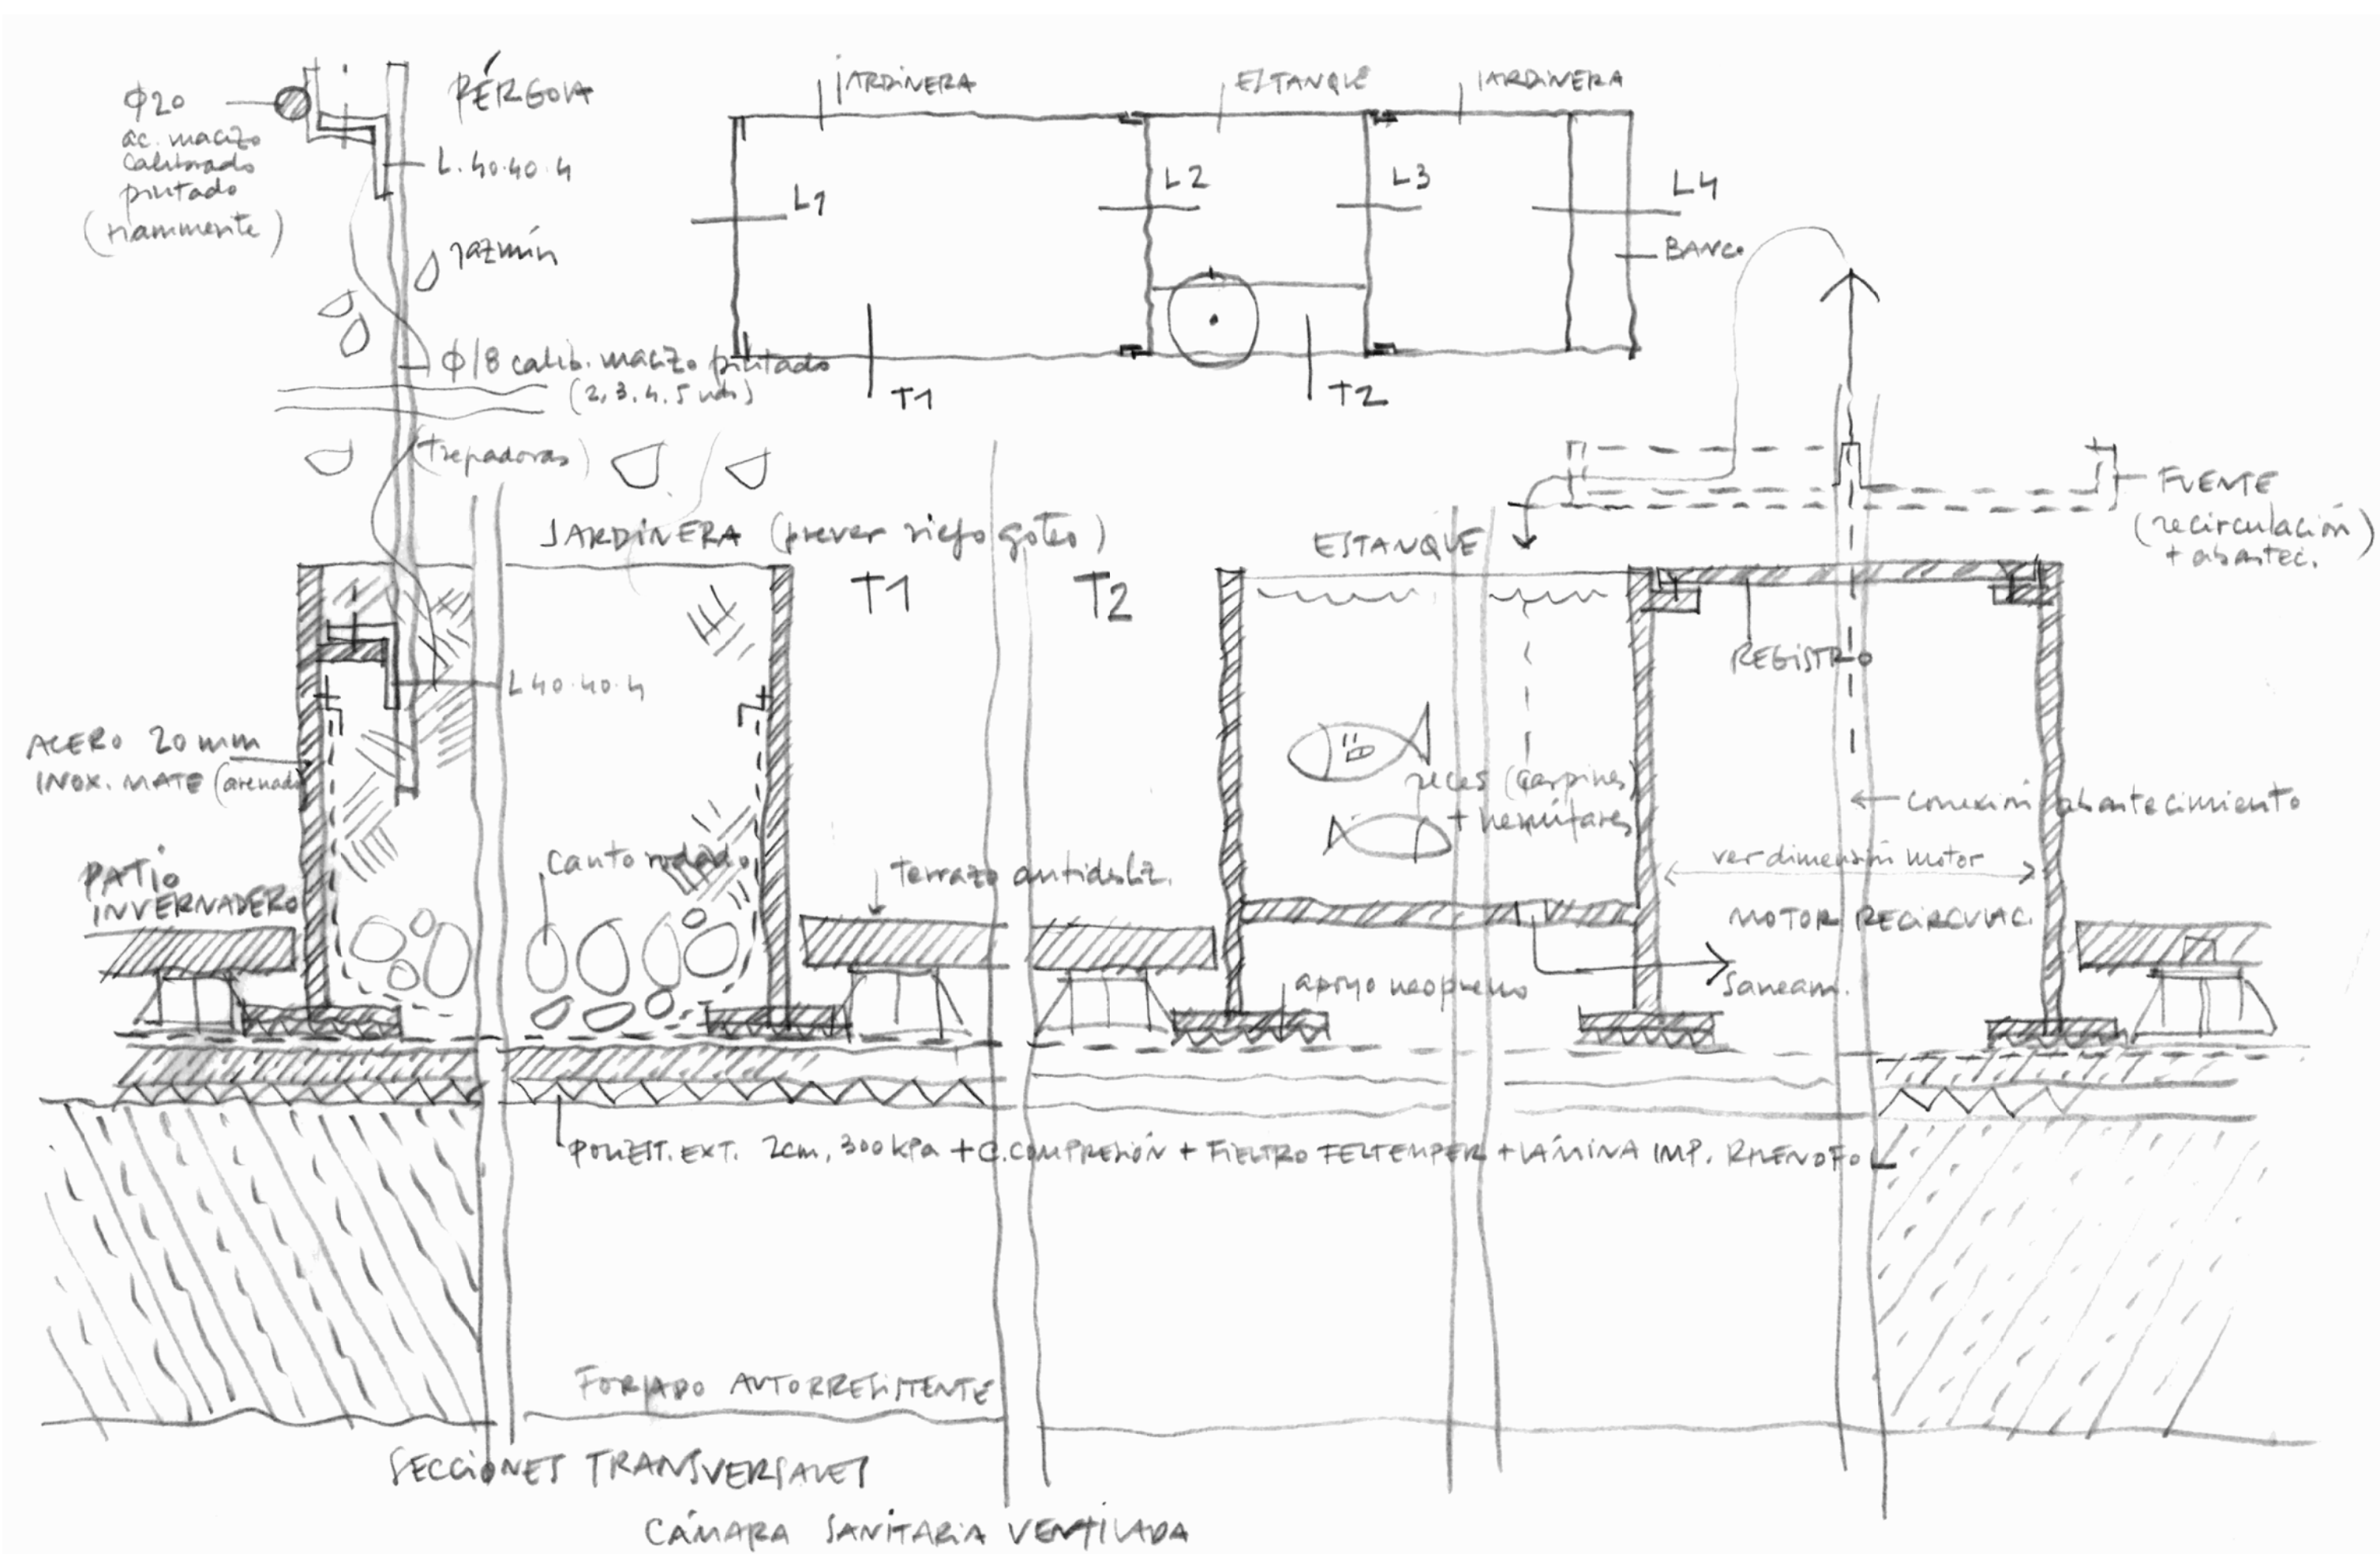 PÉRGOLA
Φ20
ac. macizo
calibrado
pintado
L.40.40.4
jazmín
Φ18 calib. macizo pintado
(2, 3, 4, 5 uds)
(trepadoras)
JARDINERA
ESTANQUE
JARDINERA
L1
L2
L3
L4
BANCO
T1
T2
JARDINERA (prever riego goteo)
T1
T2
ESTANQUE
FUENTE
(recirculación)
+ abastec.
REGISTRO
L 40.40.4
ACERO 20 mm
INOX. MATE (arenado)
PATIO
INVERNADERO
canto rodado
terrazo antidesliz.
peces (carpines)
+ nenúfares
conexión abastecimiento
ver dimensión motor
MOTOR RECIRCULAC.
apoyo neopreno
Saneam.
POLIEST. EXT. 2cm, 300 kPa + C. COMPRESIÓN + FIELTRO FELTEMPER + LÁMINA IMP. RHENOFOL
FORJADO AUTORRESISTENTE
SECCIONES TRANSVERSALES
CÁMARA SANITARIA VENTILADA